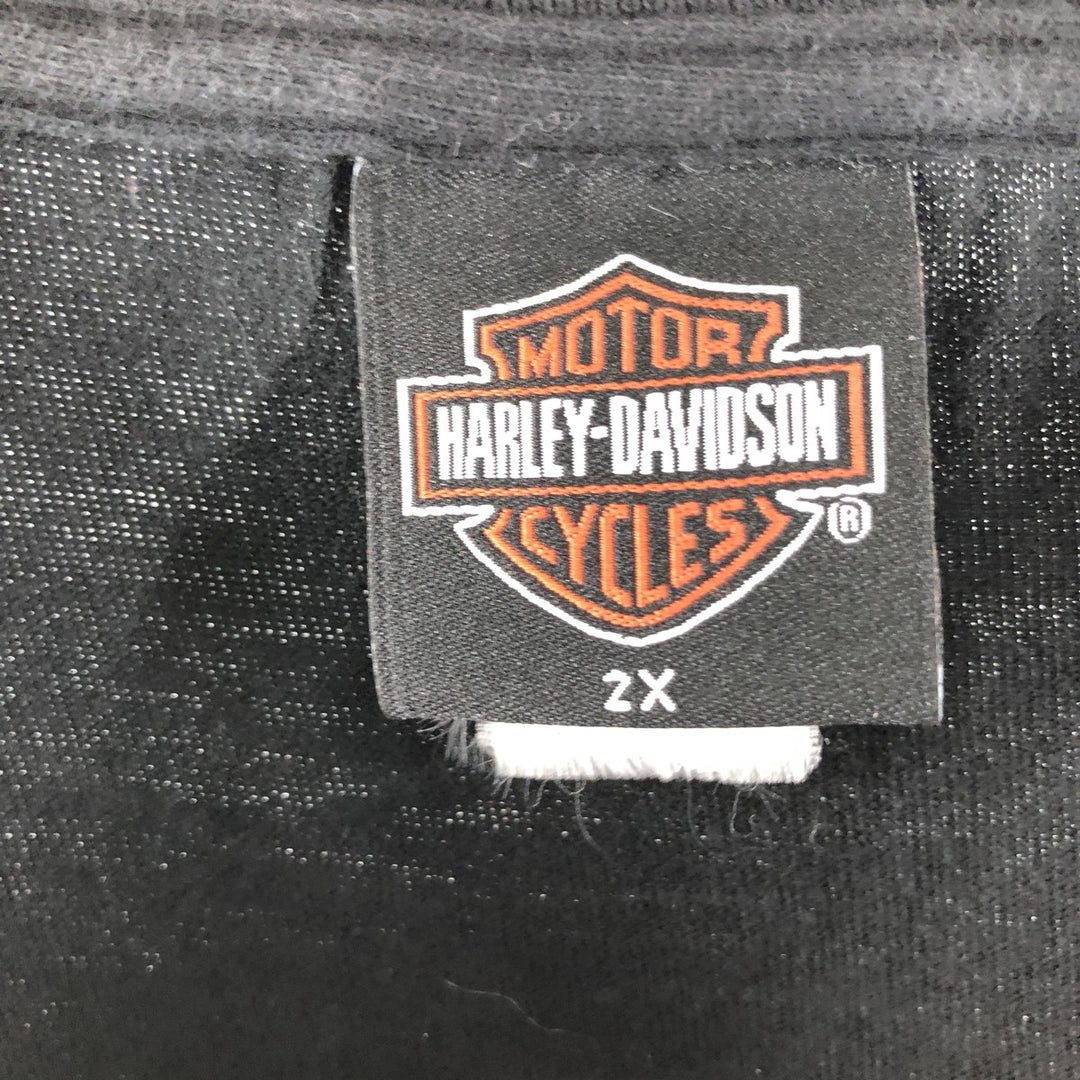 MOTOR
HARLEY-DAVIDSON
CYCLES
®
2X